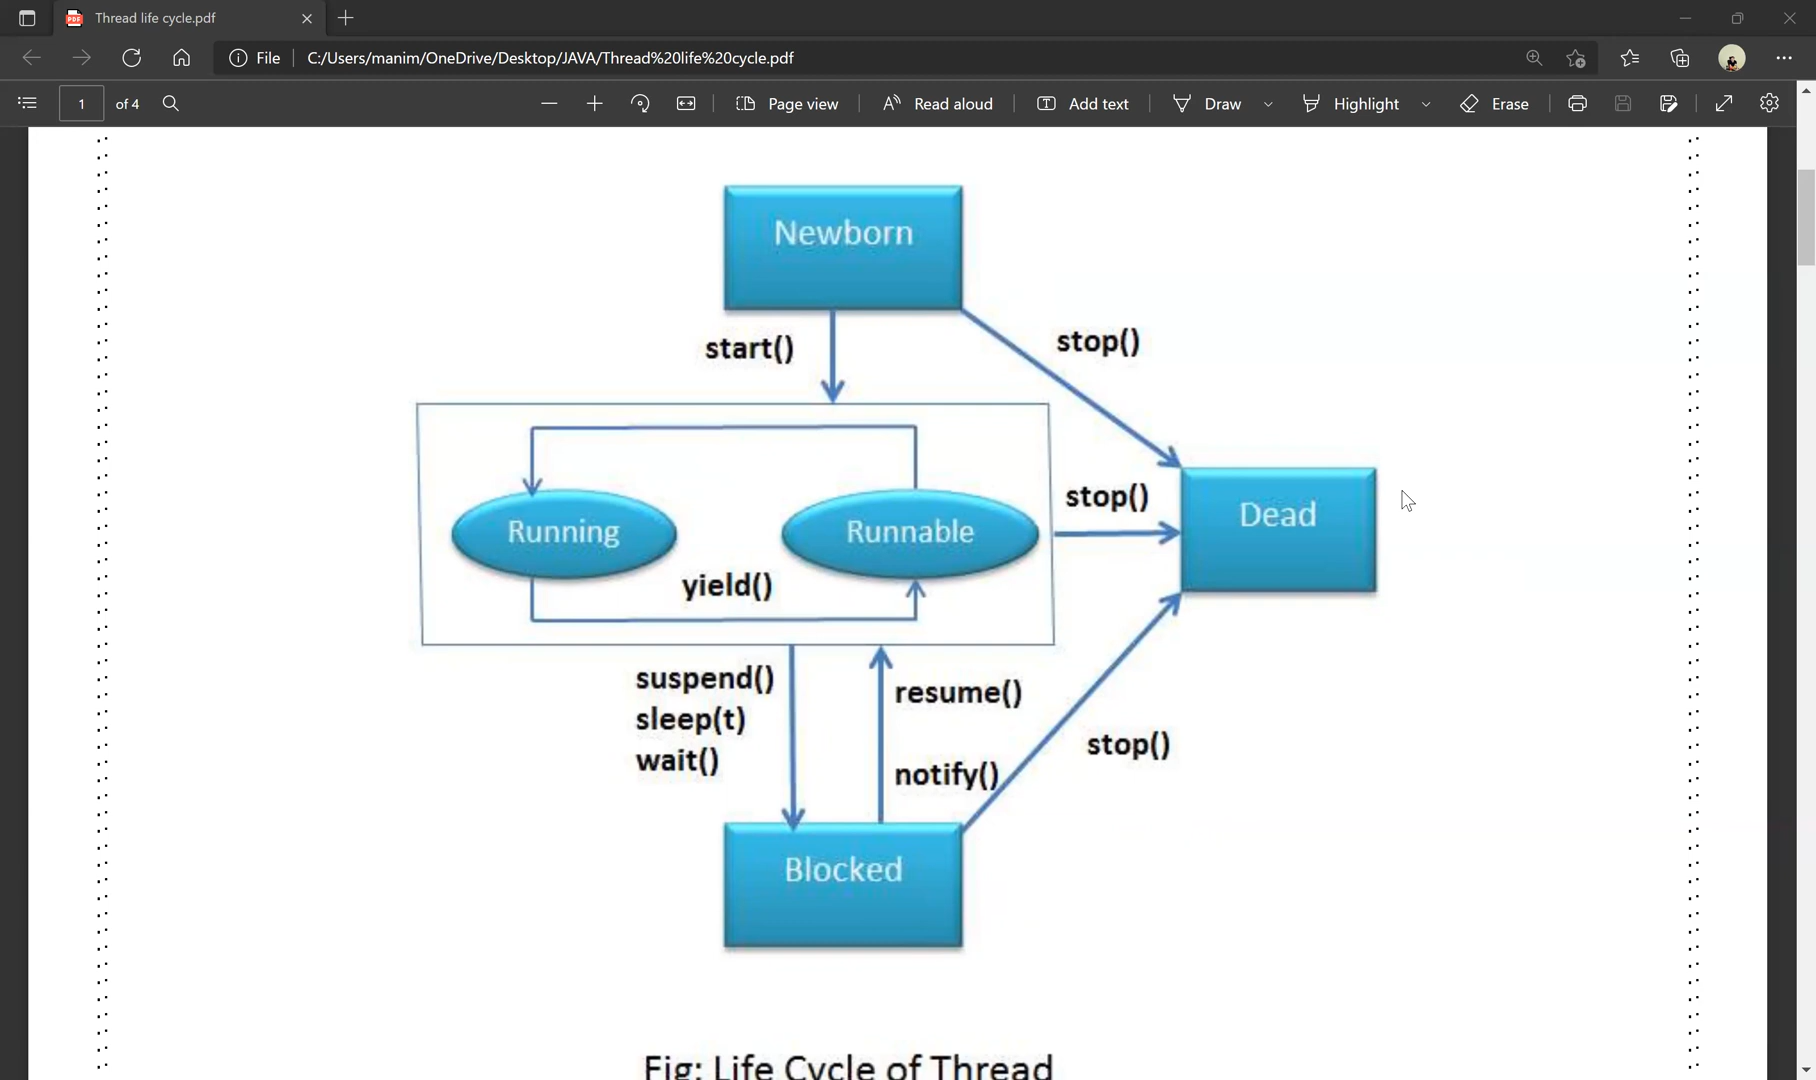 Thread life cycle.pdf
File
C:/Users/manim/OneDrive/Desktop/JAVA/Thread%20life%20cycle.pdf
1 of 4
Page view
Read aloud
Add text
Draw
Highlight
Erase
Newborn
start()
stop()
Running
Runnable
stop()
Dead
yield()
suspend()
sleep(t)
wait()
resume()
notify()
stop()
Blocked
Fig: Life Cycle of Thread